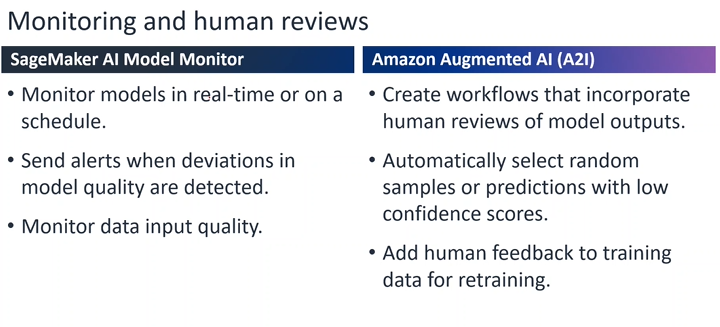 Monitoring and human reviews
SageMaker AI Model Monitor
• Monitor models in real-time or on a
schedule.
• Send alerts when deviations in
model quality are detected.
• Monitor data input quality.
Amazon Augmented AI (A2I)
• Create workflows that incorporate
human reviews of model outputs.
• Automatically select random
samples or predictions with low
confidence scores.
• Add human feedback to training
data for retraining.